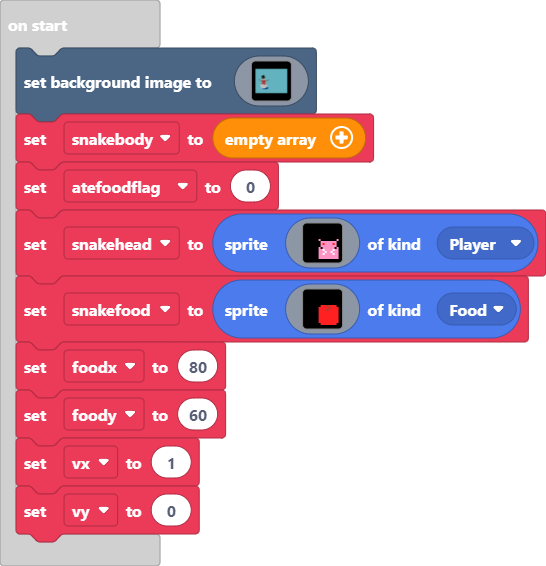 on start
set background image to
set snakebody to empty array
set atefoodflag to 0
set snakehead to sprite of kind Player
set snakefood to sprite of kind Food
set foodx to 80
set foody to 60
set vx to 1
set vy to 0